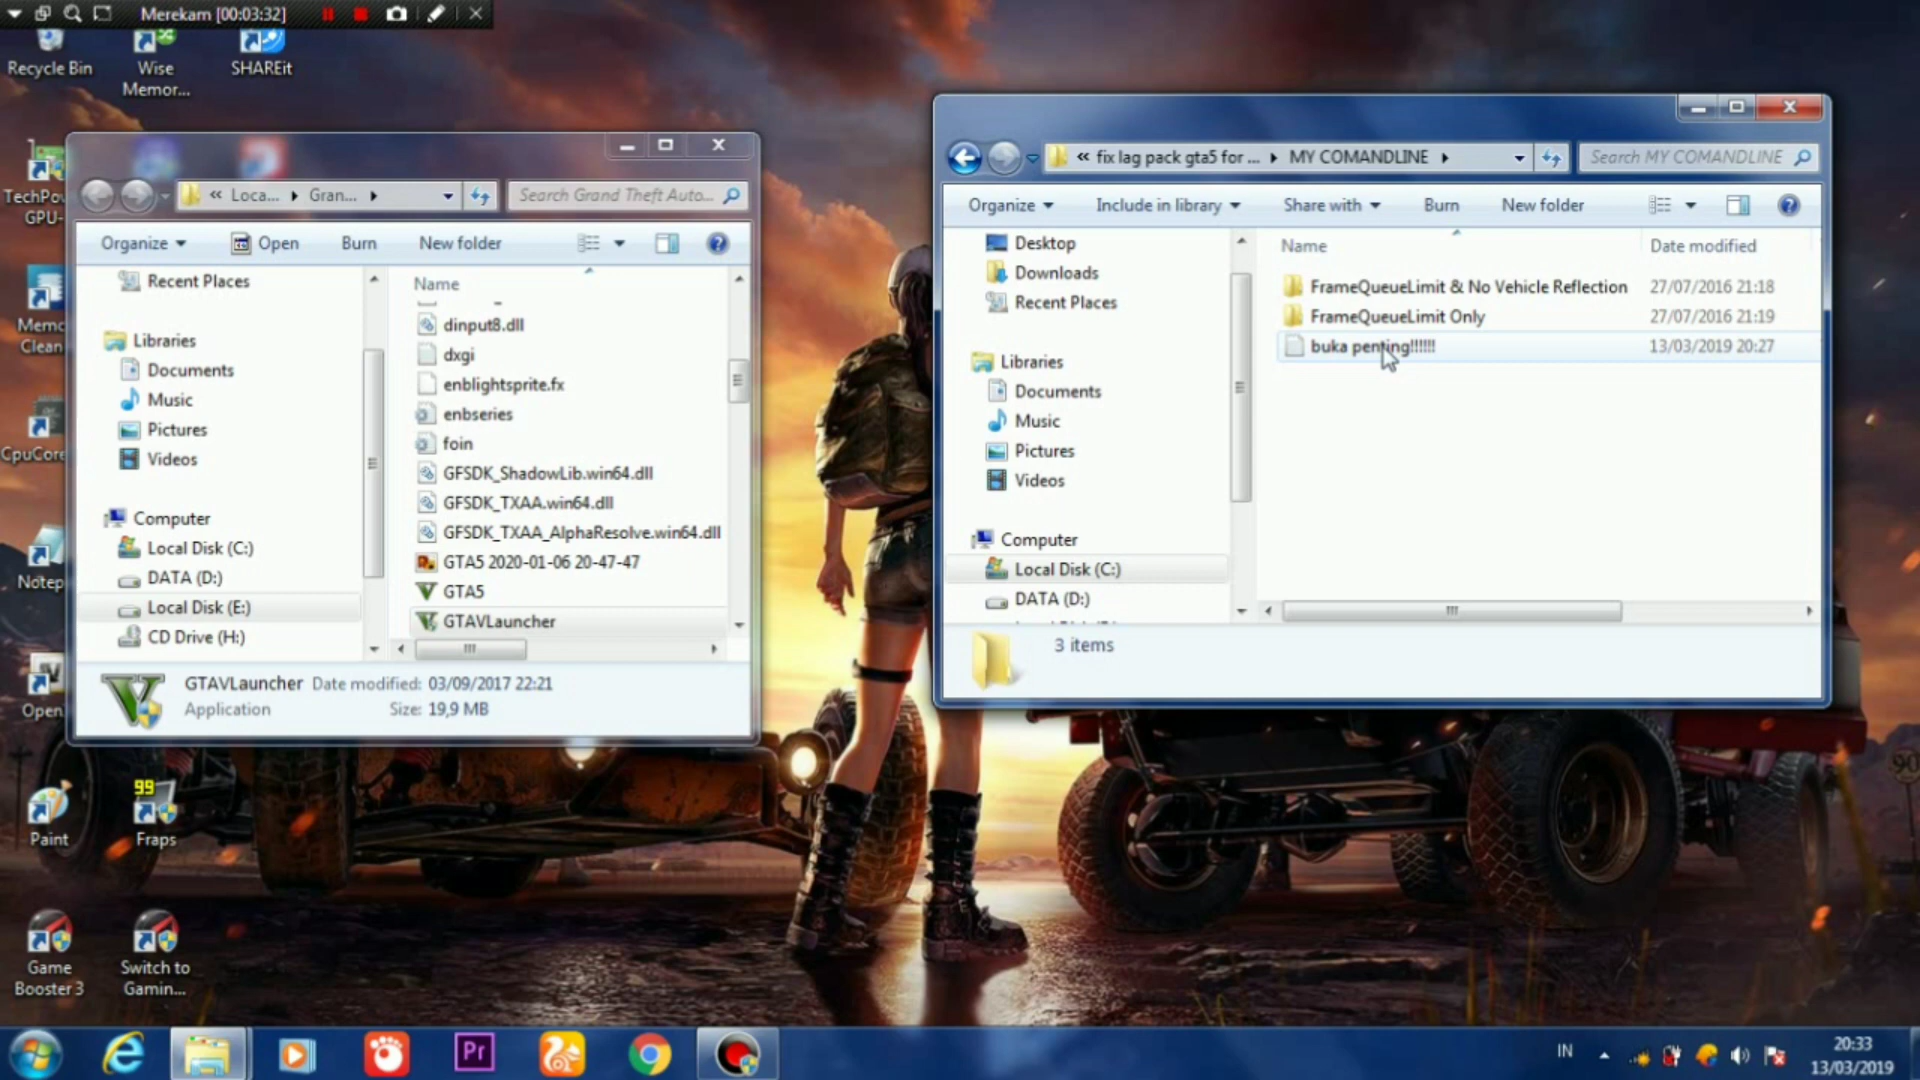 Merekam [00:03:32]
Recycle Bin
Wise
Memor...
SHAREit
TechPow
GPU-
Memo
Clean
CpuCore
Notep
Open
Paint
99
Fraps
Game
Booster 3
Switch to
Gamin...
« Loca... Gran...
Search Grand Theft Auto...
Organize Open Burn New folder
Recent Places
Libraries
Documents
Music
Pictures
Videos
Computer
Local Disk (C:)
DATA (D:)
Local Disk (E:)
CD Drive (H:)
Name
dinput8.dll
dxgi
enblightsprite.fx
enbseries
foin
GFSDK_ShadowLib.win64.dll
GFSDK_TXAA.win64.dll
GFSDK_TXAA_AlphaResolve.win64.dll
GTA5 2020-01-06 20-47-47
GTA5
GTAVLauncher
GTAVLauncher Date modified: 03/09/2017 22:21
Application Size: 19,9 MB
« fix lag pack gta5 for ... MY COMANDLINE
Search MY COMANDLINE
Organize Include in library Share with Burn New folder
Desktop
Downloads
Recent Places
Libraries
Documents
Music
Pictures
Videos
Computer
Local Disk (C:)
DATA (D:)
Name Date modified
FrameQueueLimit & No Vehicle Reflection 27/07/2016 21:18
FrameQueueLimit Only 27/07/2016 21:19
buka penting!!!!!! 13/03/2019 20:27
3 items
90
Pr
IN
20:33
13/03/2019